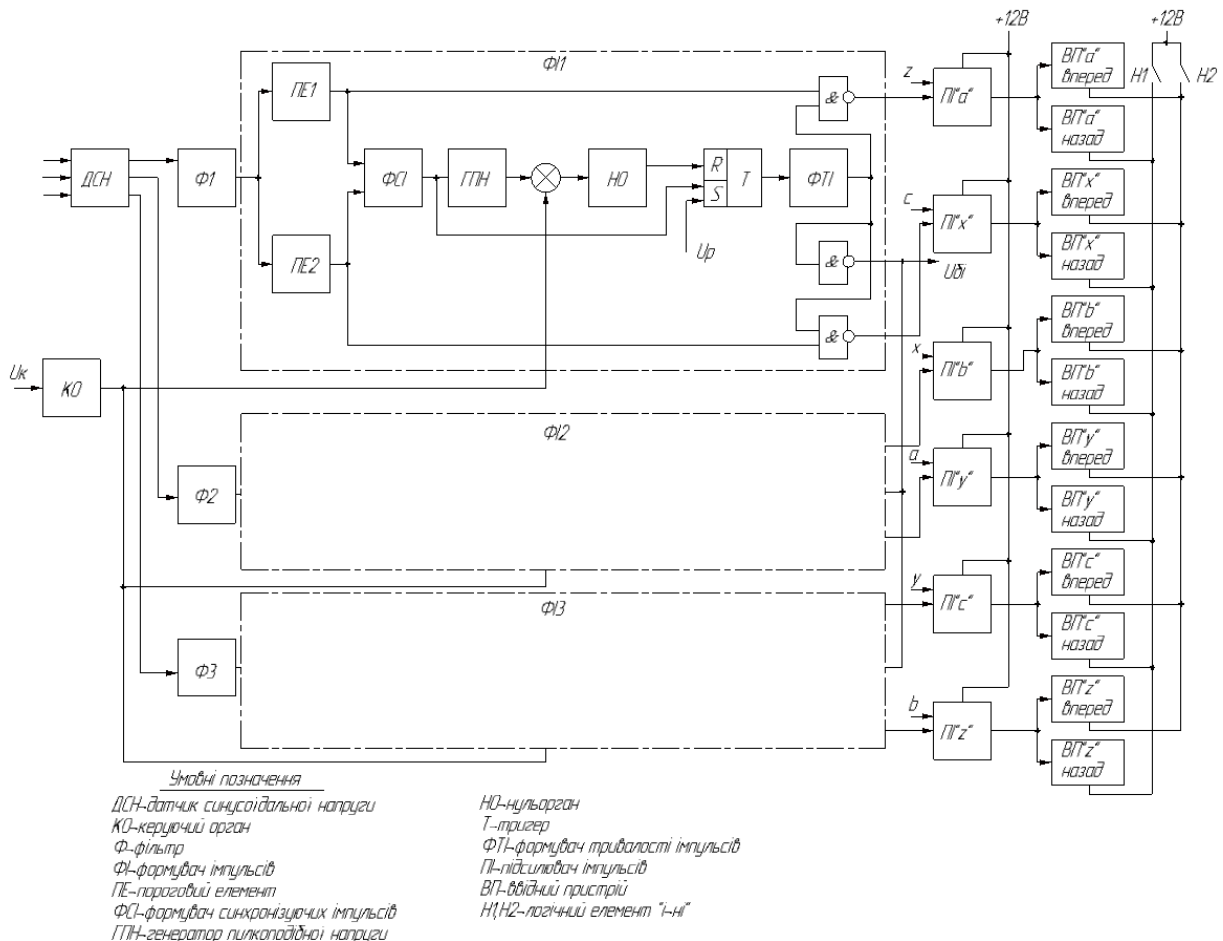 +12В
+12В
ФІ1
ПЕ1
&
z
ПІ"а"
ВП"а"
вперед
Н1
Н2
ДСН
Ф1
ФСІ
ГПН
НО
R
S
Т
ФТІ
ВП"а"
назад
Uр
с
ПІ"х"
ВП"х"
вперед
ПЕ2
&
Uбі
ВП"х"
назад
&
х
ПІ"b"
ВП"b"
вперед
Uк
КО
ВП"b"
назад
ФІ2
а
ПІ"у"
ВП"у"
вперед
Ф2
ВП"у"
назад
у
ПІ"с"
ВП"с"
вперед
ФІ3
Ф3
ВП"с"
назад
b
ПІ"z"
ВП"z"
вперед
ВП"z"
назад
Умовні позначення
ДСН-датчик синусоідальної напруги
КО-керуючий орган
Ф-фільтр
ФІ-формувач імпульсів
ПЕ-пороговий елемент
ФСІ-формувач синхронізуючих імпульсів
ГПН-генератор пилкоподібної напруги
НО-нульорган
Т-тригер
ФТІ-формувач тривалості імпульсів
ПІ-підсилювач імпульсів
ВП-ввідний пристрій
Н1,Н2-логічний елемент "і-ні"